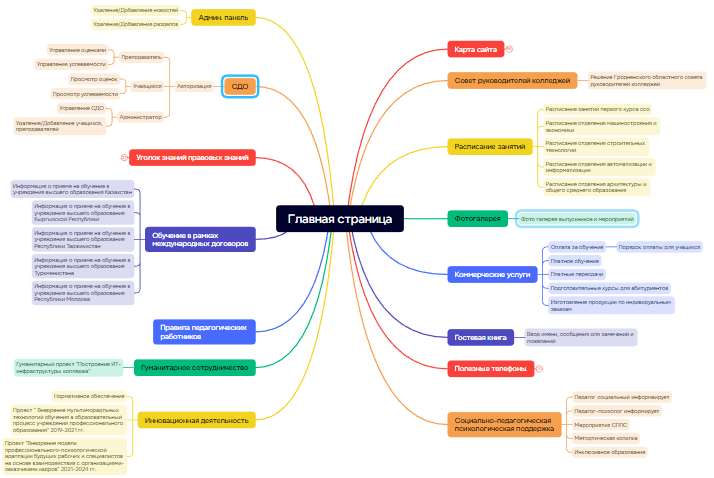 Главная страница
Админ. панель
Удаление/Добавление новостей
Удаление/Добавление разделов
СДО
Авторизация
Преподаватель
Управление оценками
Управление успеваемости
Учащийся
Просмотр оценок
Просмотр успеваемости
Администратор
Управление СДО
Удаление/Добавление учащихся,
преподавателей
Уголок знаний правовых знаний
Обучение в рамках
международных договоров
Информация о приеме на обучение в
учреждения высшего образования Казахстан
Информация о приеме на обучение в
учреждения высшего образования
Кыргызской Республики
Информация о приеме на обучение в
учреждения высшего образования
Республики Таджикистан
Информация о приеме на обучение в
учреждения высшего образования
Туркменистана
Информация о приеме на обучение в
учреждения высшего образования
Республики Молдова
Правила педагогических
работников
Гуманитарное сотрудничество
Гуманитарный проект "Построение ИТ-
инфраструктуры колледжа"
Инновационная деятельность
Нормативное обеспечение
Проект "Внедрение мультимодальных
технологий обучения в образовательный
процесс учреждений профессионального
образования" 2019-2021 гг.
Проект "Внедрение модели
профессионально-психологической
адаптации будущих рабочих и специалистов
на основе взаимодействия с организациями-
заказчиками кадров" 2021-2024 гг.
Карта сайта
Совет руководителей колледжей
Решение Гродненского областного совета
руководителей колледжей
Расписание занятий
Расписание занятий первого курса ссо
Расписание отделения машиностроения и
экономики
Расписание отделения строительных
технологий
Расписание отделения автоматизации и
информатизации
Расписание отделения архитектуры и
общего среднего образования
Фотогалерея
Фото галерея выпускников и мероприятий
Коммерческие услуги
Оплата за обучение
Порядок оплаты для учащихся
Платное обучение
Платные пересдачи
Подготовительные курсы для абитуриентов
Изготовление продукции по индивидуальным
заказам
Гостевая книга
Ввод имени, сообщения для замечаний и
пожеланий
Полезные телефоны
Социально-педагогическая
психологическая поддержка
Педагог социальный информирует
Педагог-психолог информирует
Мероприятия СППС
Методическая копилка
Инклюзивное образование